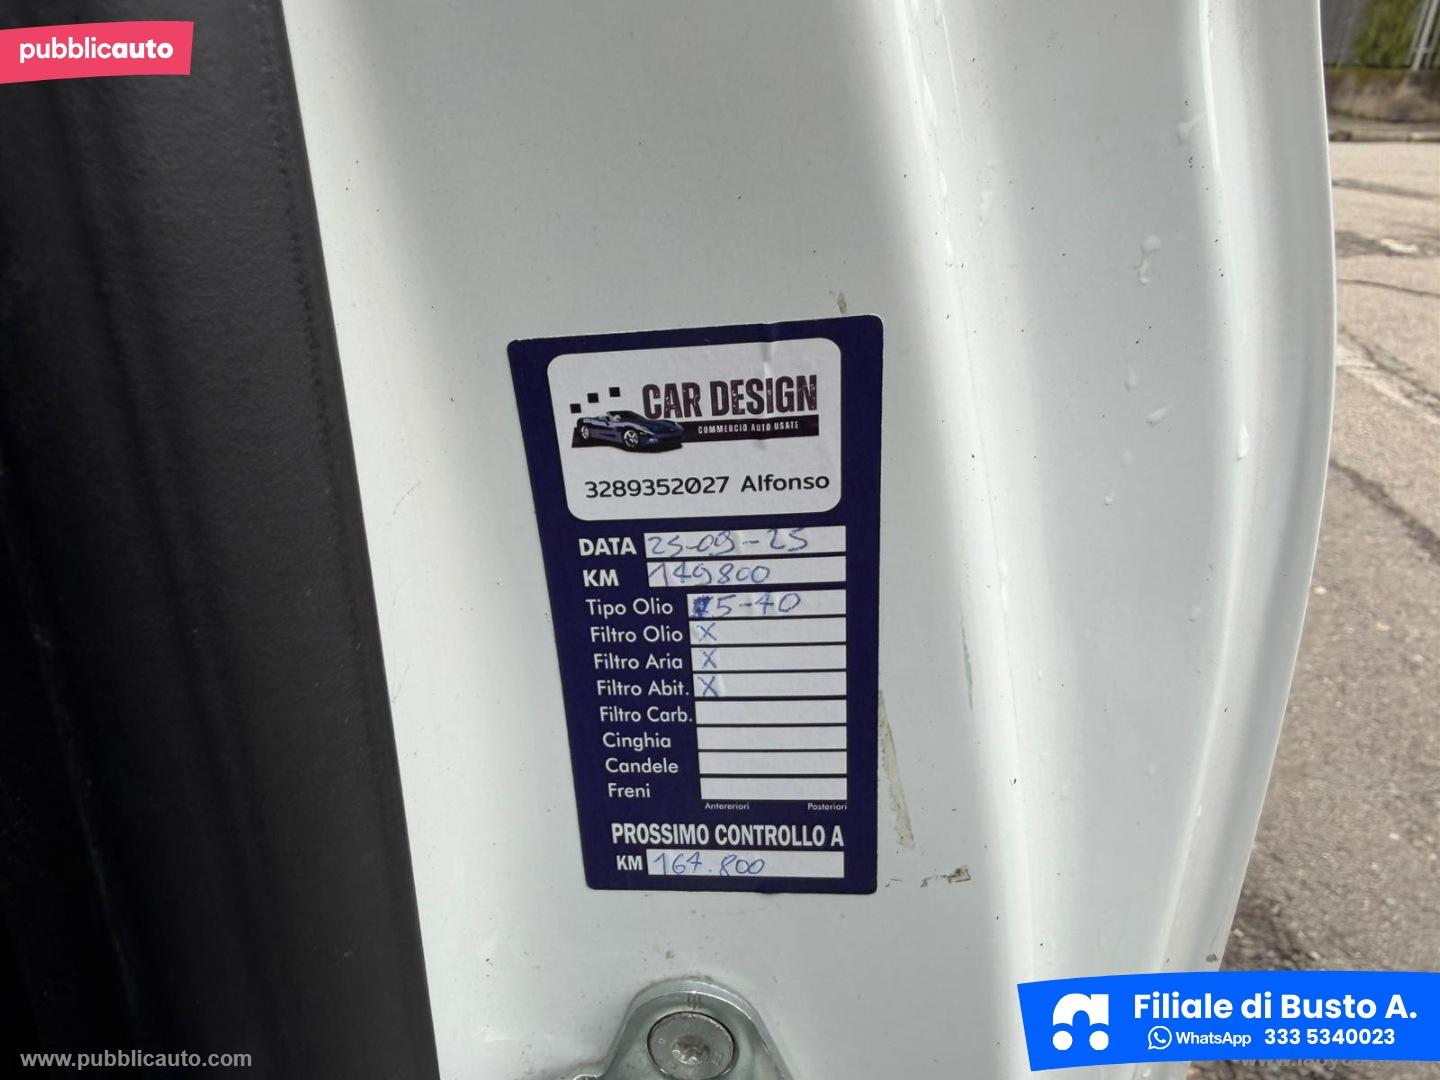 pubblicauto
CAR DESIGN
COMMERCIO AUTO USATE
3289352027 Alfonso
DATA 25-09-25
KM 149800
Tipo Olio 5-40
Filtro Olio X
Filtro Aria X
Filtro Abit. X
Filtro Carb.
Cinghia
Candele
Freni
Antereriori Posteriori
PROSSIMO CONTROLLO A
KM 164.800
Filiale di Busto A.
WhatsApp 333 5340023
www.pubblicauto.com